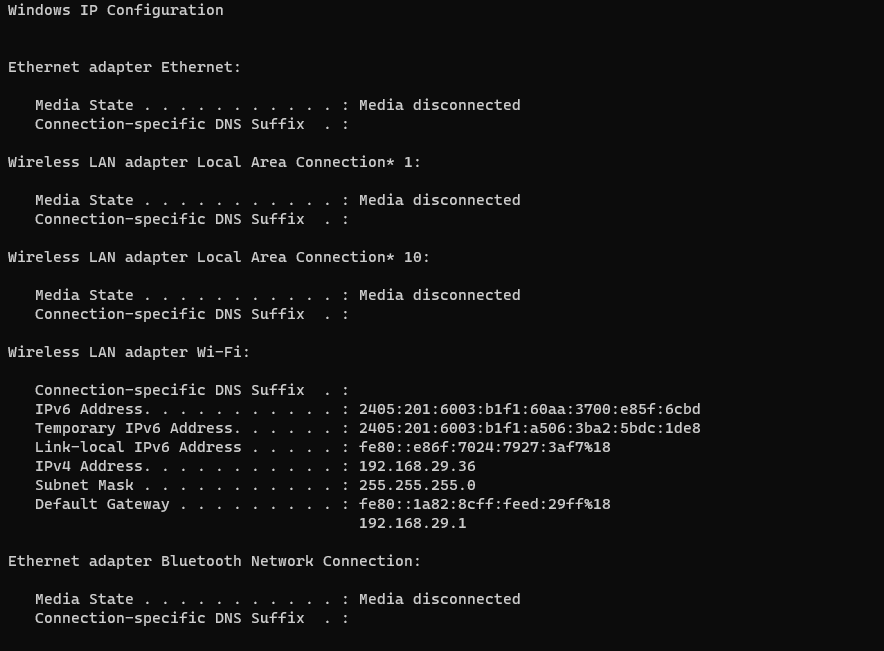 Windows IP Configuration
Ethernet adapter Ethernet:
Media State . . . . . . . . . . . : Media disconnected
Connection-specific DNS Suffix  . :
Wireless LAN adapter Local Area Connection* 1:
Media State . . . . . . . . . . . : Media disconnected
Connection-specific DNS Suffix  . :
Wireless LAN adapter Local Area Connection* 10:
Media State . . . . . . . . . . . : Media disconnected
Connection-specific DNS Suffix  . :
Wireless LAN adapter Wi-Fi:
Connection-specific DNS Suffix  . :
IPv6 Address. . . . . . . . . . . : 2405:201:6003:b1f1:60aa:3700:e85f:6cbd
Temporary IPv6 Address. . . . . . : 2405:201:6003:b1f1:a506:3ba2:5bdc:1de8
Link-local IPv6 Address . . . . . : fe80::e86f:7024:7927:3af7%18
IPv4 Address. . . . . . . . . . . : 192.168.29.36
Subnet Mask . . . . . . . . . . . : 255.255.255.0
Default Gateway . . . . . . . . . : fe80::1a82:8cff:feed:29ff%18
192.168.29.1
Ethernet adapter Bluetooth Network Connection:
Media State . . . . . . . . . . . : Media disconnected
Connection-specific DNS Suffix  . :